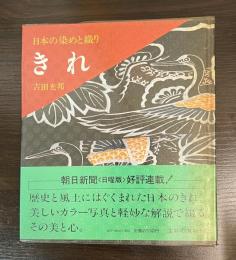 日本の染めと織り
きれ
吉田光邦
朝日新聞〈日曜版〉好評連載!
歴史と風土にはぐくまれた日本のきれ。
美しいカラー写真と軽妙な解説で綴る
その美と心。